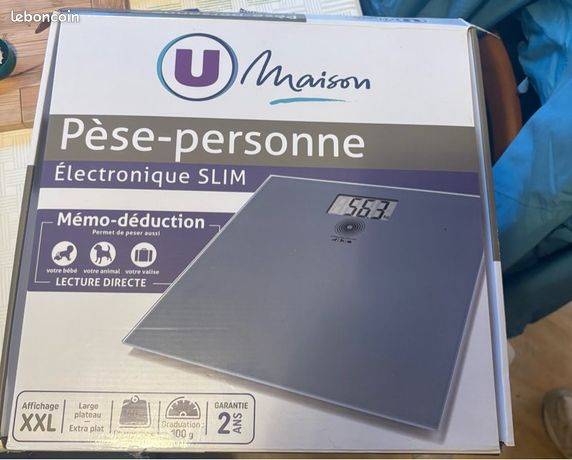 leboncoin
U Maison
Pèse-personne
Électronique SLIM
56.3
Mémo-déduction
Permet de peser aussi
votre bébé
votre animal
votre valise
LECTURE DIRECTE
Affichage
XXL
Large
plateau
Extra plat
Graduation :
100 g
GARANTIE
2 ANS